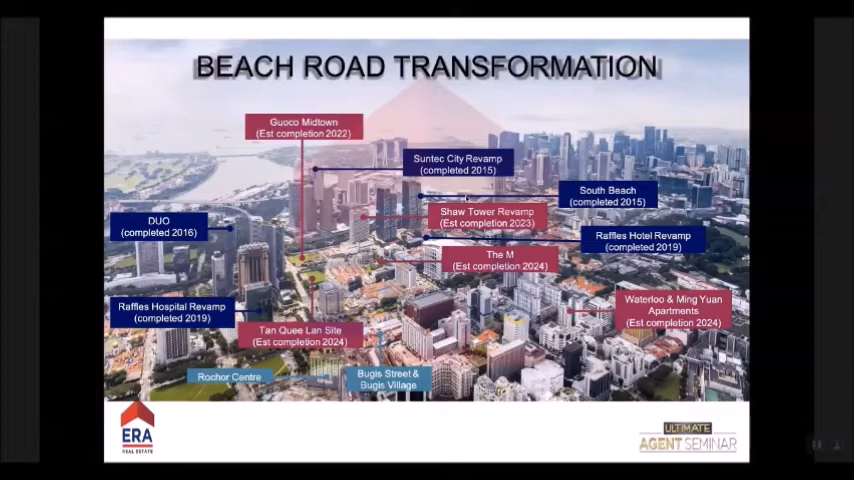 BEACH ROAD TRANSFORMATION
Guoco Midtown
(Est completion 2022)
Suntec City Revamp
(completed 2015)
South Beach
(completed 2015)
Shaw Tower Revamp
(Est completion 2023)
DUO
(completed 2016)
Raffles Hotel Revamp
(completed 2019)
The M
(Est completion 2024)
Raffles Hospital Revamp
(completed 2019)
Waterloo & Ming Yuan
Apartments
(Est completion 2024)
Tan Quee Lan Site
(Est completion 2024)
Rochor Centre
Bugis Street &
Bugis Village
ERA
REAL ESTATE
ULTIMATE
AGENT SEMINAR